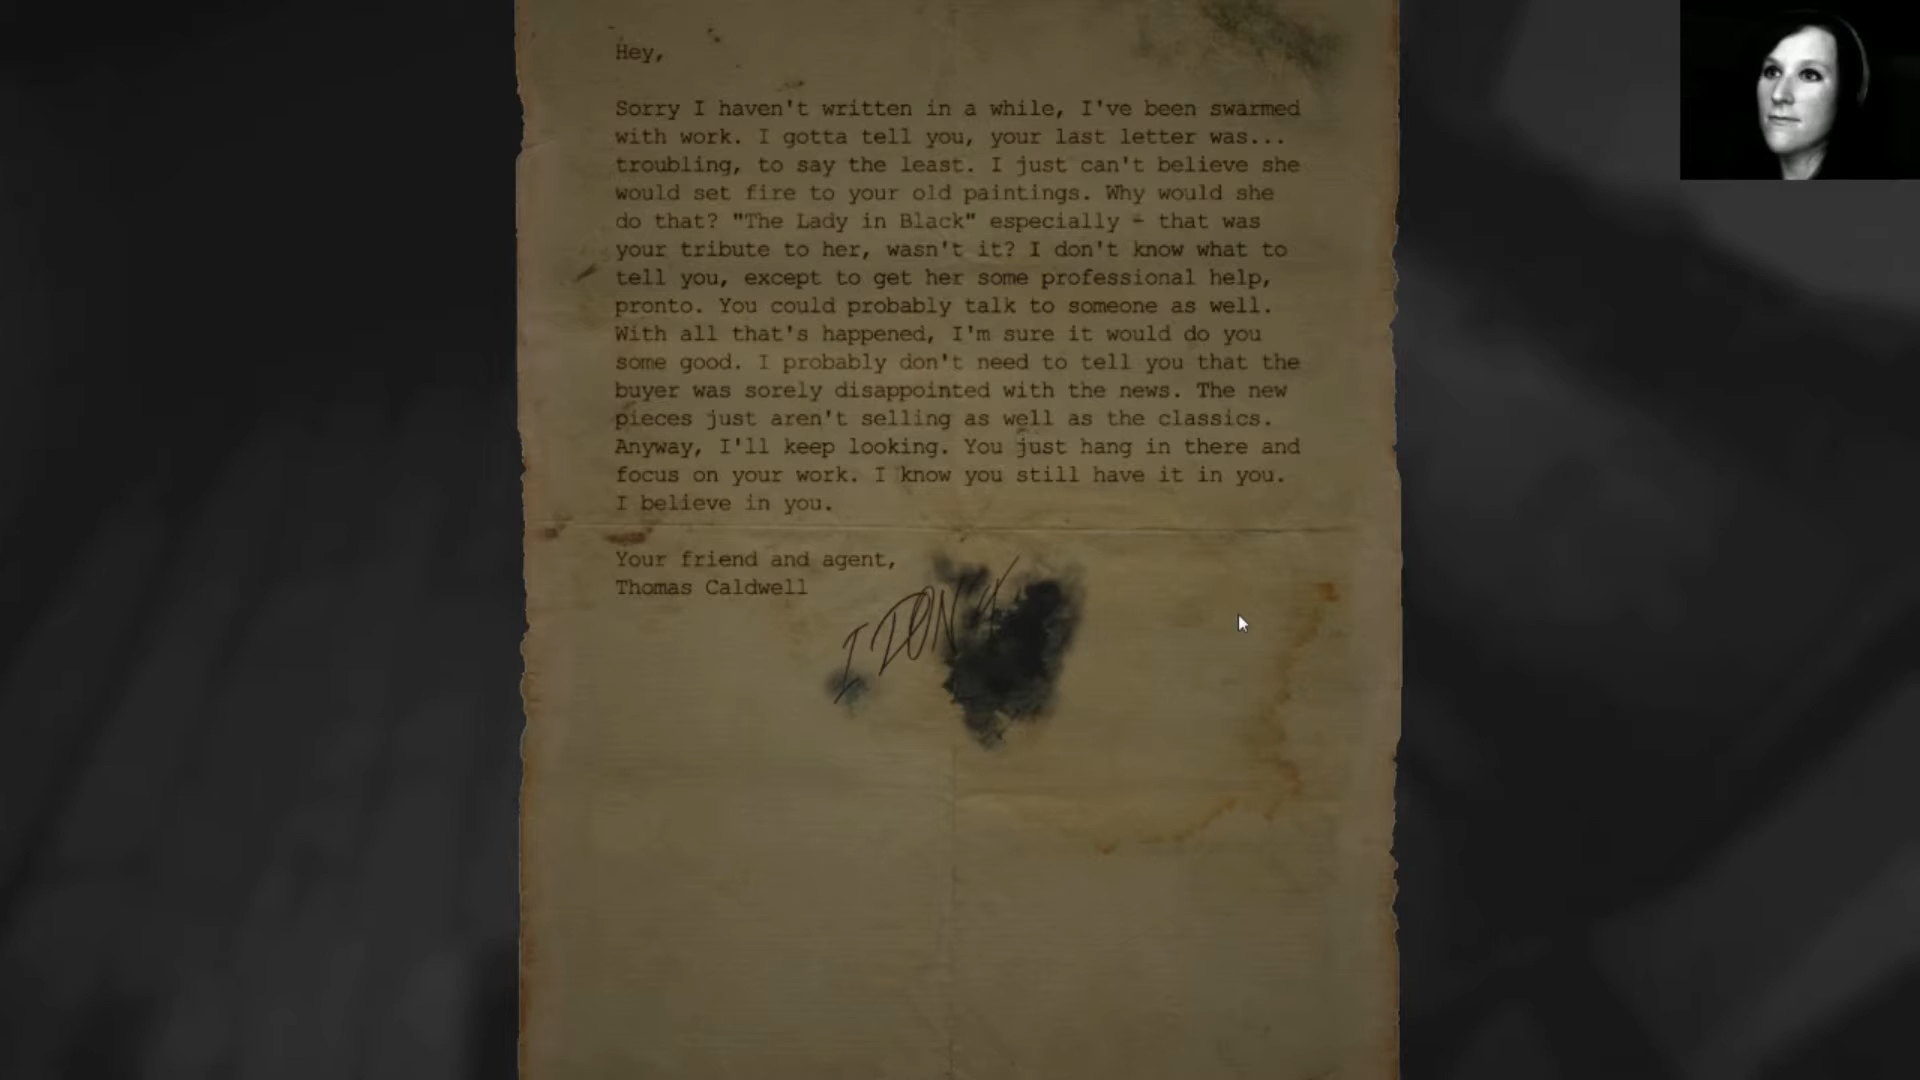 Hey,
Sorry I haven't written in a while, I've been swarmed
with work. I gotta tell you, your last letter was...
troubling, to say the least. I just can't believe she
would set fire to your old paintings. Why would she
do that? "The Lady in Black" especially - that was
your tribute to her, wasn't it? I don't know what to
tell you, except to get her some professional help,
pronto. You could probably talk to someone as well.
With all that's happened, I'm sure it would do you
some good. I probably don't need to tell you that the
buyer was sorely disappointed with the news. The new
pieces just aren't selling as well as the classics.
Anyway, I'll keep looking. You just hang in there and
focus on your work. I know you still have it in you.
I believe in you.
Your friend and agent,
Thomas Caldwell
I DON'T